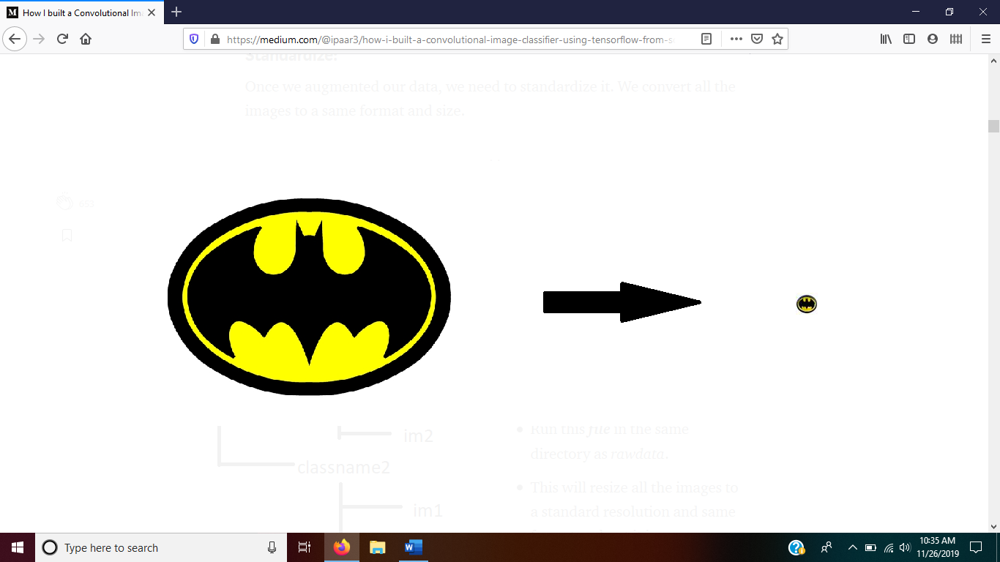 How I built a Convolutional Im
https://medium.com/@ipaar3/how-i-built-a-convolutional-image-classifier-using-tensorflow-from-s
Standardize:
Once we augmented our data, we need to standardize it. We convert all the
images to a same format and size.
im2
classname2
im1
Run this file in the same
directory as rawdata.
This will resize all the images to
a standard resolution and same
Type here to search
10:35 AM
11/26/2019